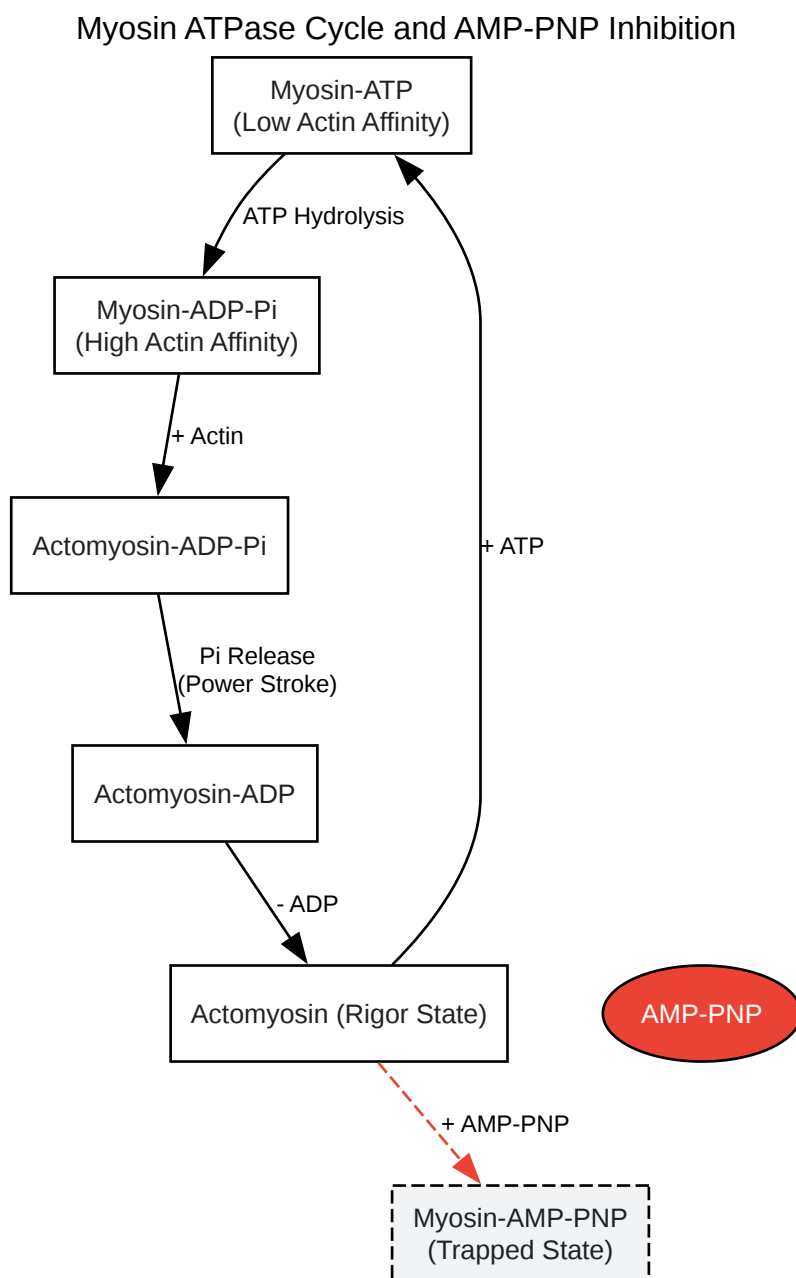 Myosin ATPase Cycle and AMP-PNP Inhibition
Myosin-ATP
(Low Actin Affinity)
ATP Hydrolysis
Myosin-ADP-Pi
(High Actin Affinity)
+ Actin
Actomyosin-ADP-Pi
+ ATP
Pi Release
(Power Stroke)
Actomyosin-ADP
- ADP
Actomyosin (Rigor State)
AMP-PNP
+ AMP-PNP
Myosin-AMP-PNP
(Trapped State)